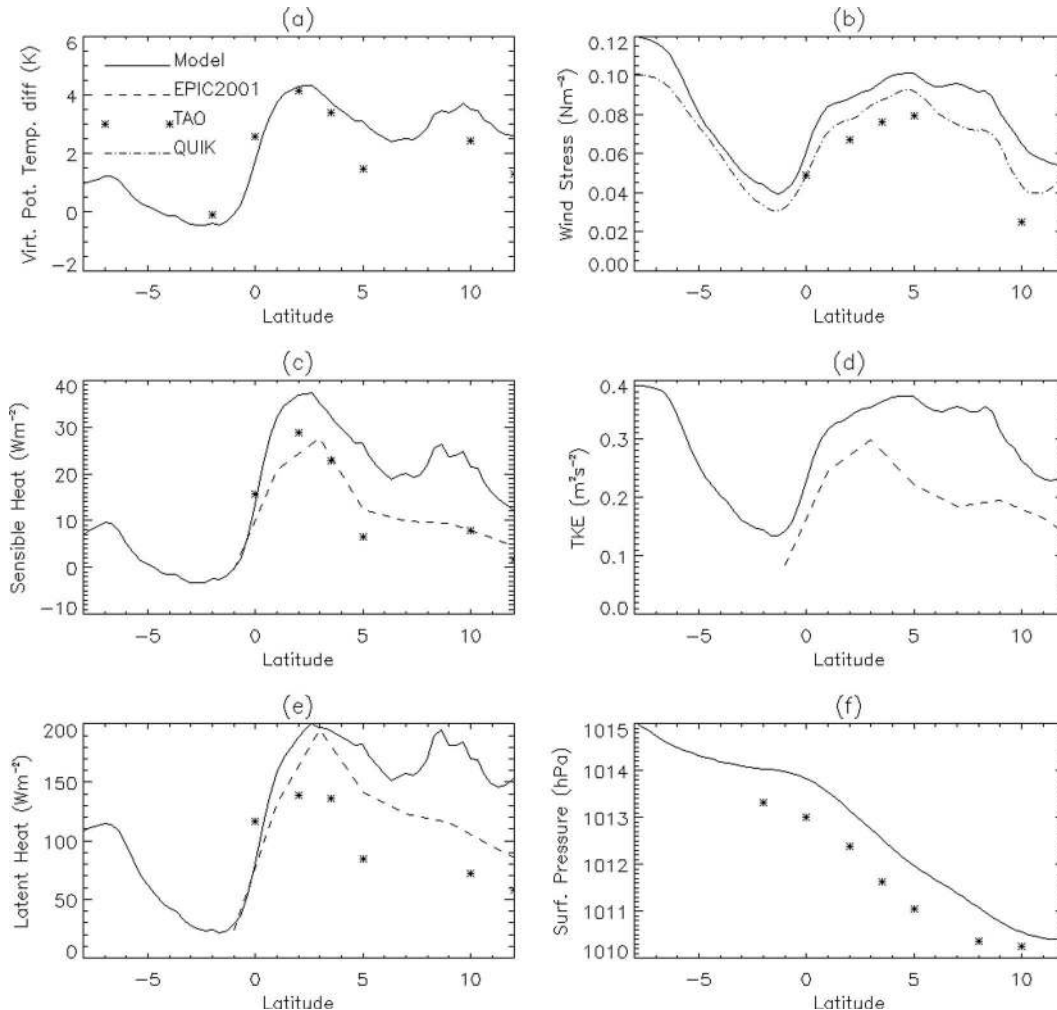 (a)
Virt. Pot. Temp. diff (K)
6
4
2
0
−2
Model
EPIC2001
TAO
QUIK
−5 0 5 10
Latitude
(b)
Wind Stress (Nm⁻²)
0.12
0.10
0.08
0.06
0.04
0.02
0.00
−5 0 5 10
Latitude
(c)
Sensible Heat (Wm⁻²)
40
30
20
10
0
−10
−5 0 5 10
Latitude
(d)
TKE (m²s⁻²)
0.4
0.3
0.2
0.1
0.0
−5 0 5 10
Latitude
(e)
Latent Heat (Wm⁻²)
200
150
100
50
0
−5 0 5 10
Latitude
(f)
Surf. Pressure (hPa)
1015
1014
1013
1012
1011
1010
−5 0 5 10
Latitude